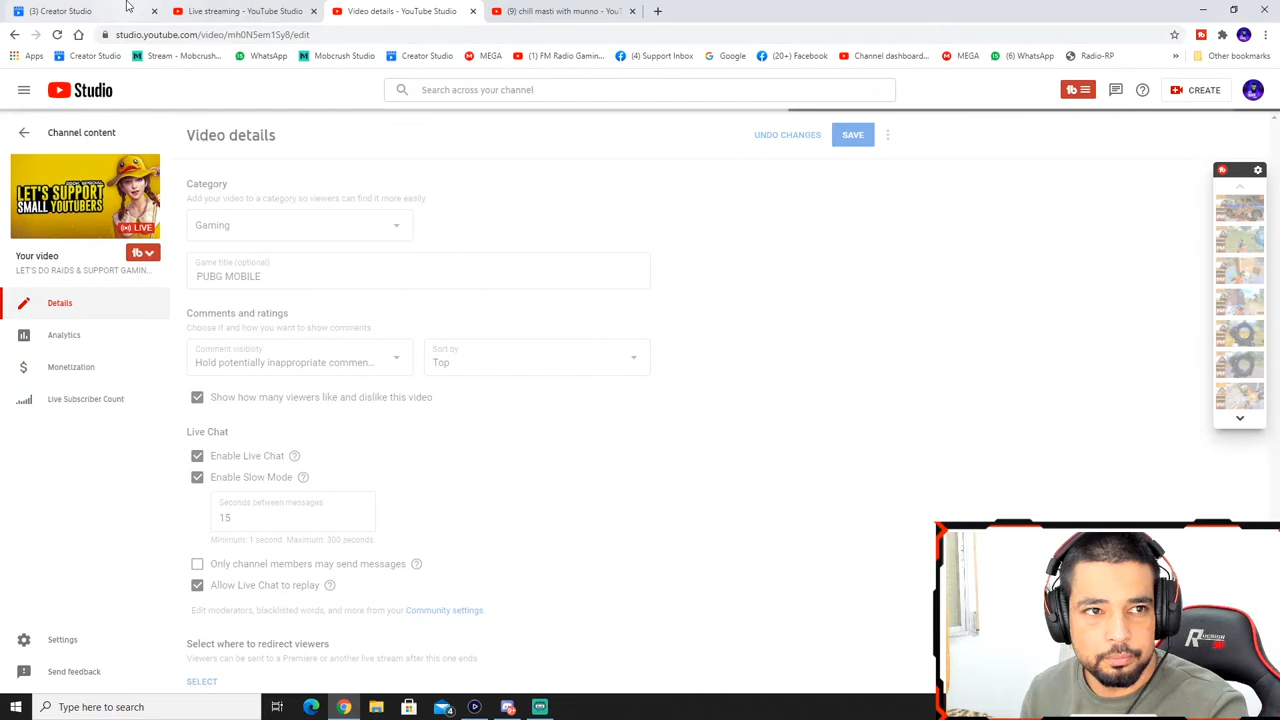 (3) Creator Studio
Live streaming - YouTube Studio
Video details - YouTube Studio
(9) chill masti with munno - YouT
studio.youtube.com/video/mh0N5em1Sy8/edit
Apps
Creator Studio
Stream - Mobcrush...
WhatsApp
Mobcrush Studio
Creator Studio
MEGA
(1) FM Radio Gami...
(4) Support Inbox
Google
(20+) Facebook
Channel dashboard...
MEGA
(6) WhatsApp
Radio-RP
»
Other bookmarks
Studio
Search across your channel
CREATE
Channel content
Video details
UNDO CHANGES
SAVE
LET'S SUPPORT
SMALL YOUTUBERS
LIVE
Your video
LET'S DO RAIDS & SUPPORT GAMIN...
Details
Analytics
Monetization
Live Subscriber Count
Settings
Send feedback
Category
Add your video to a category so viewers can find it more easily
Gaming
Game title (optional)
PUBG MOBILE
Comments and ratings
Choose if and how you want to show comments
Comment visibility
Hold potentially inappropriate commen...
Sort by
Top
Show how many viewers like and dislike this video
Live Chat
Enable Live Chat
Enable Slow Mode
Seconds between messages
15
Minimum: 1 second. Maximum: 300 seconds.
Only channel members may send messages
Allow Live Chat to replay
Edit moderators, blacklisted words, and more from your Community settings.
Select where to redirect viewers
Viewers can be sent to a Premiere or another live stream after this one ends
SELECT
Type here to search